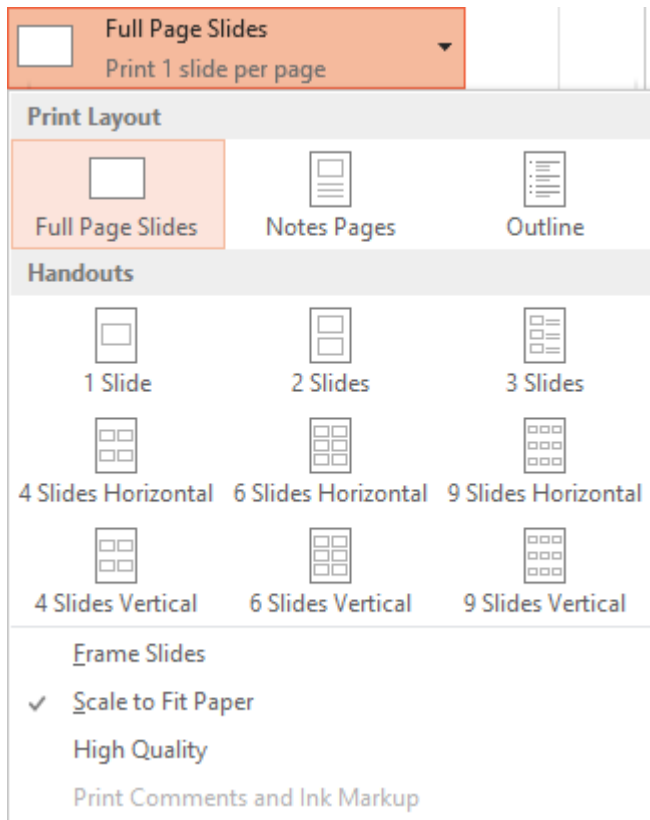 Full Page Slides
Print 1 slide per page
Print Layout
Full Page Slides Notes Pages Outline
Handouts
1 Slide 2 Slides 3 Slides
4 Slides Horizontal 6 Slides Horizontal 9 Slides Horizontal
4 Slides Vertical 6 Slides Vertical 9 Slides Vertical
Frame Slides
Scale to Fit Paper
High Quality
Print Comments and Ink Markup